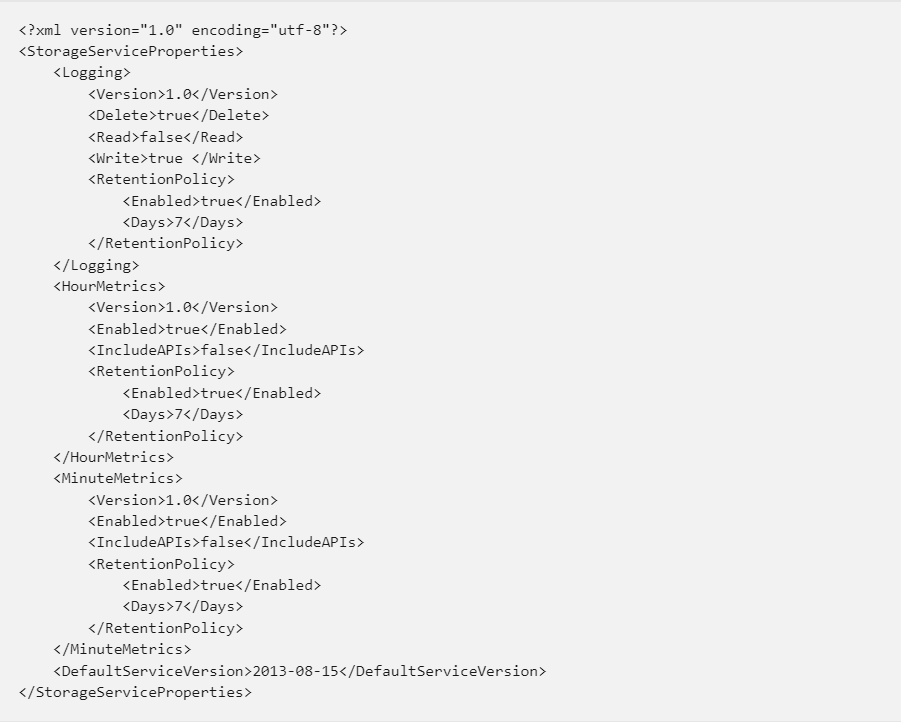 <?xml version="1.0" encoding="utf-8"?>
<StorageServiceProperties>
    <Logging>
        <Version>1.0</Version>
        <Delete>true</Delete>
        <Read>false</Read>
        <Write>true </Write>
        <RetentionPolicy>
            <Enabled>true</Enabled>
            <Days>7</Days>
        </RetentionPolicy>
    </Logging>
    <HourMetrics>
        <Version>1.0</Version>
        <Enabled>true</Enabled>
        <IncludeAPIs>false</IncludeAPIs>
        <RetentionPolicy>
            <Enabled>true</Enabled>
            <Days>7</Days>
        </RetentionPolicy>
    </HourMetrics>
    <MinuteMetrics>
        <Version>1.0</Version>
        <Enabled>true</Enabled>
        <IncludeAPIs>false</IncludeAPIs>
        <RetentionPolicy>
            <Enabled>true</Enabled>
            <Days>7</Days>
        </RetentionPolicy>
    </MinuteMetrics>
    <DefaultServiceVersion>2013-08-15</DefaultServiceVersion>
</StorageServiceProperties>